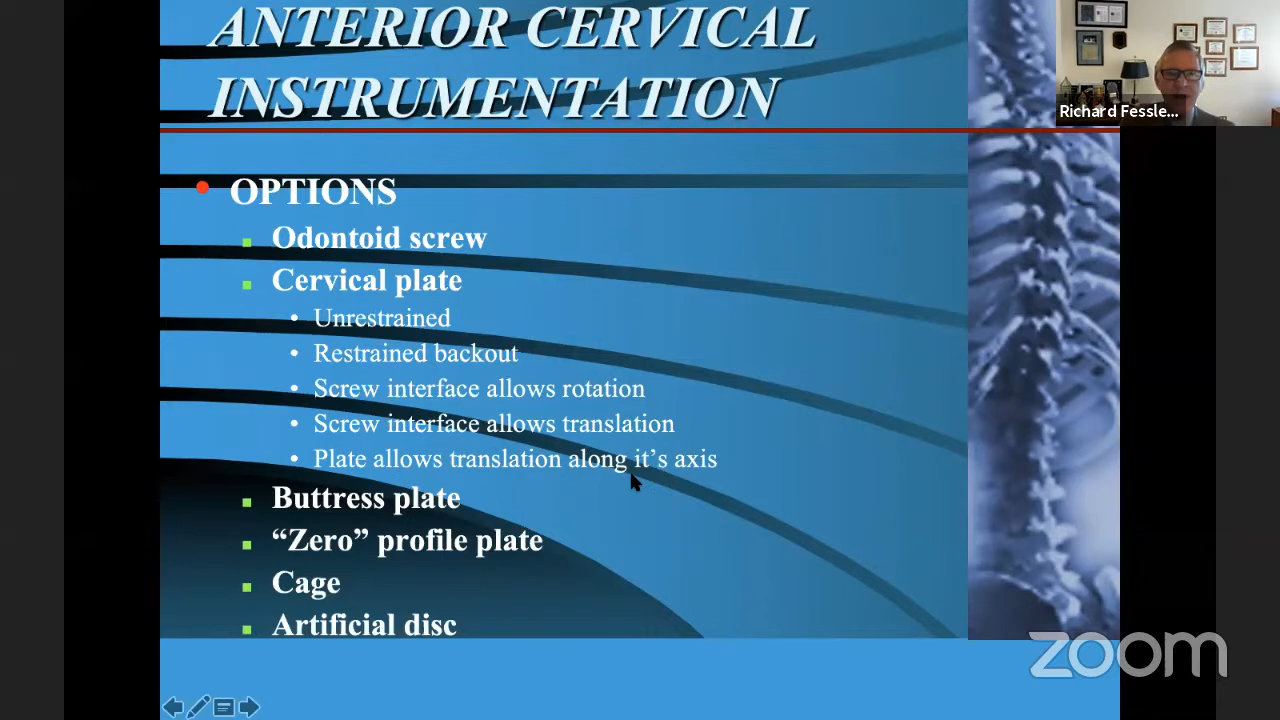 ANTERIOR CERVICAL
INSTRUMENTATION
Richard Fessle...
• OPTIONS
Odontoid screw
Cervical plate
• Unrestrained
• Restrained backout
• Screw interface allows rotation
• Screw interface allows translation
• Plate allows translation along it’s axis
Buttress plate
“Zero” profile plate
Cage
Artificial disc
zoom